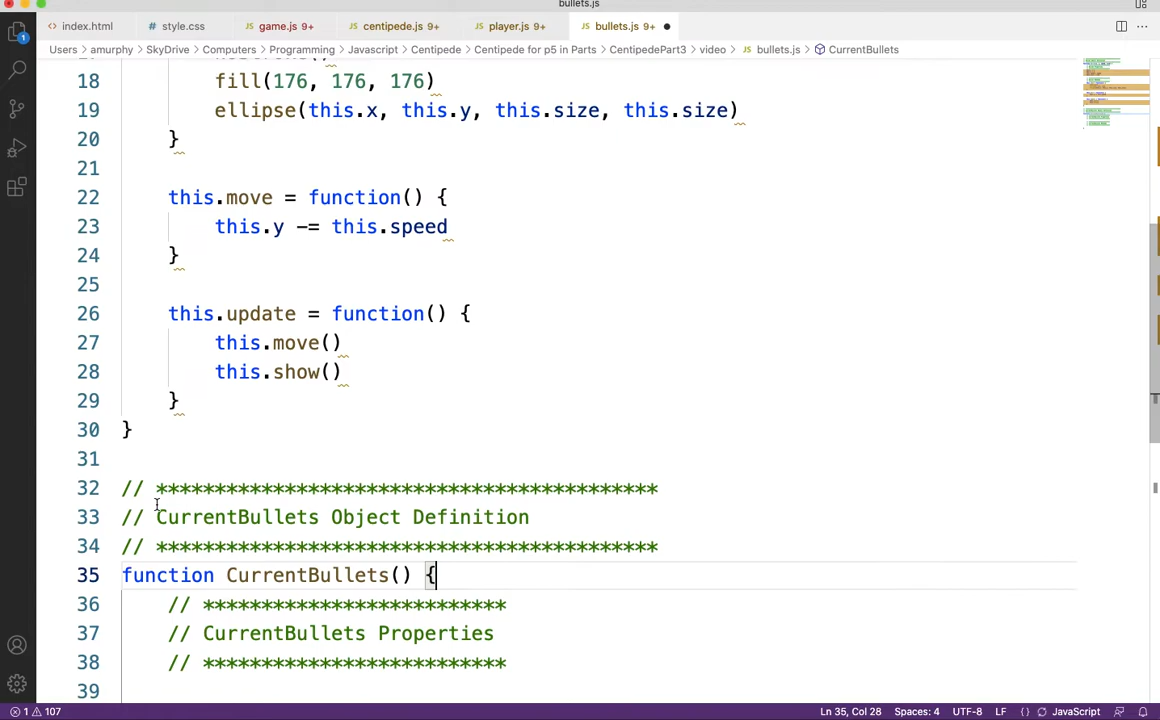 bullets.js
index.html
style.css
game.js 9+
centipede.js 9+
player.js 9+
bullets.js 9+
1
Users > amurphy > SkyDrive > Computers > Programming > Javascript > Centipede > Centipede for p5 in Parts > CentipedePart3 > video > bullets.js > CurrentBullets
18 fill(176, 176, 176)
19 ellipse(this.x, this.y, this.size, this.size)
20 }
21
22 this.move = function() {
23 this.y -= this.speed
24 }
25
26 this.update = function() {
27 this.move()
28 this.show()
29 }
30 }
31
32 // *******************************************
33 // CurrentBullets Object Definition
34 // *******************************************
35 function CurrentBullets() {
36 // **************************
37 // CurrentBullets Properties
38 // **************************
39
1 107
Ln 35, Col 28
Spaces: 4
UTF-8
LF
{}
JavaScript